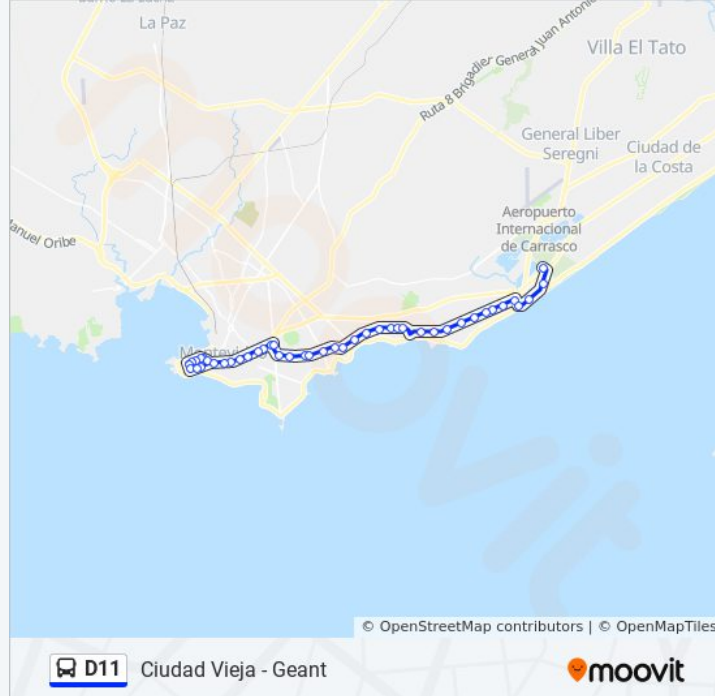 La Paz
Villa El Tato
Ruta 8 Brigadier General Juan Antonio
General Liber
Seregni
Ciudad de
la Costa
Aeropuerto
Internacional
de Carrasco
Manuel Oribe
moovit
© OpenStreetMap contributors | © OpenMapTiles
D11 Ciudad Vieja - Geant
moovit